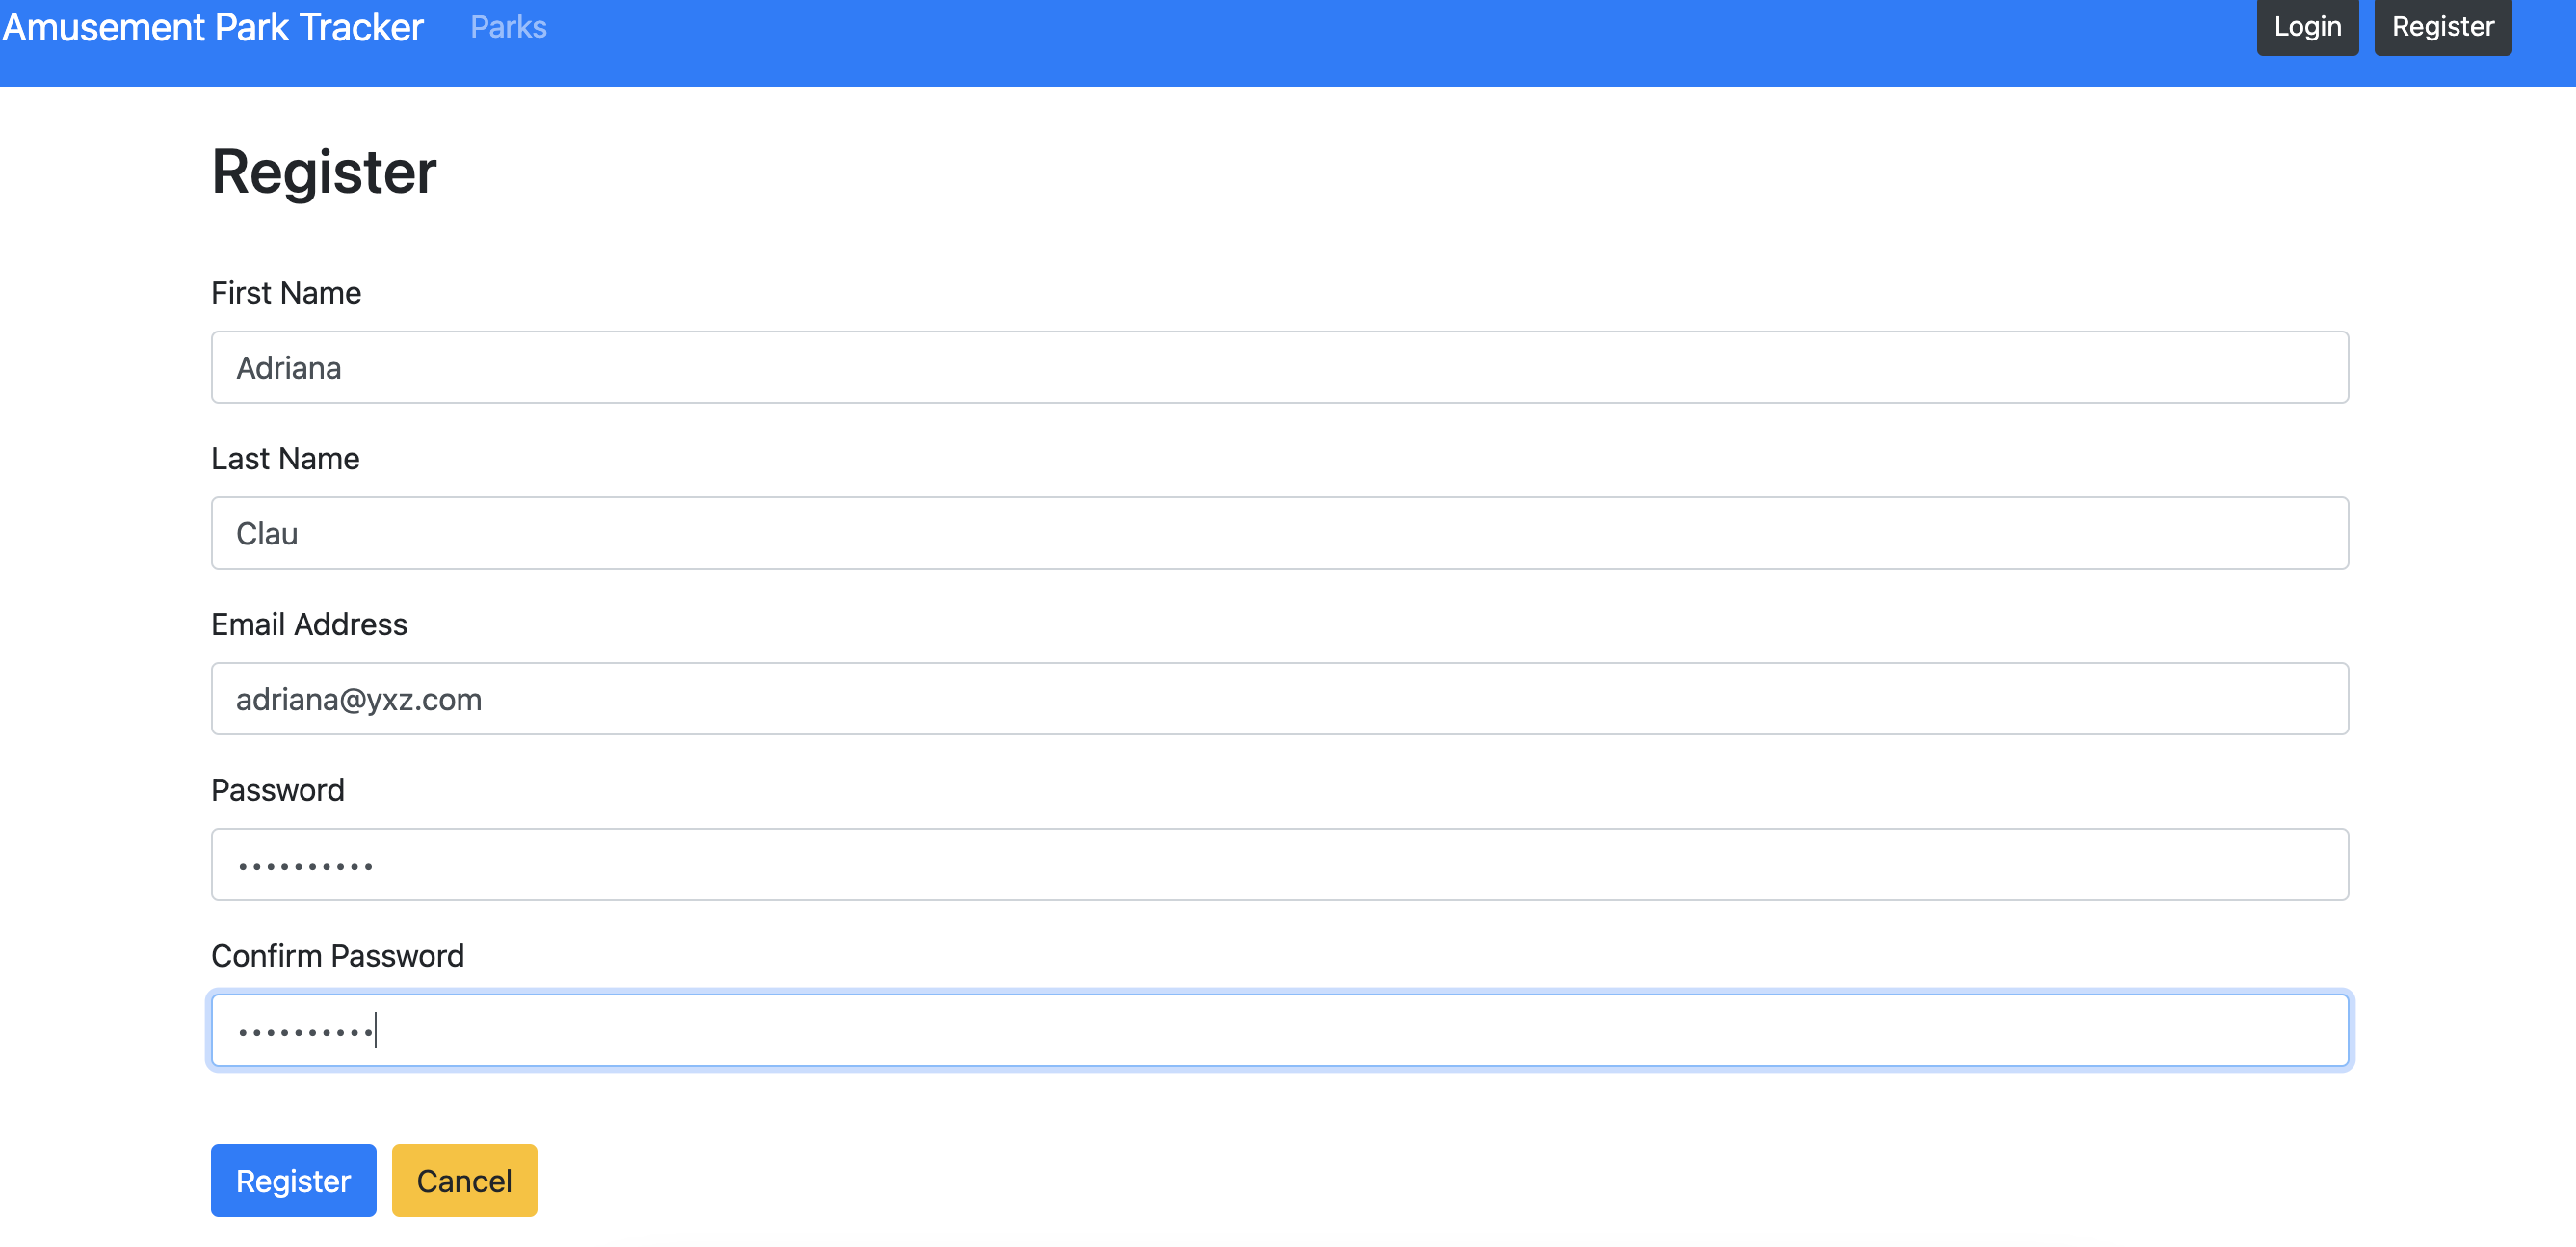 Amusement Park Tracker Parks Login Register
Register
First Name
Adriana
Last Name
Clau
Email Address
adriana@yxz.com
Password
••••••••••
Confirm Password
••••••••••
Register Cancel